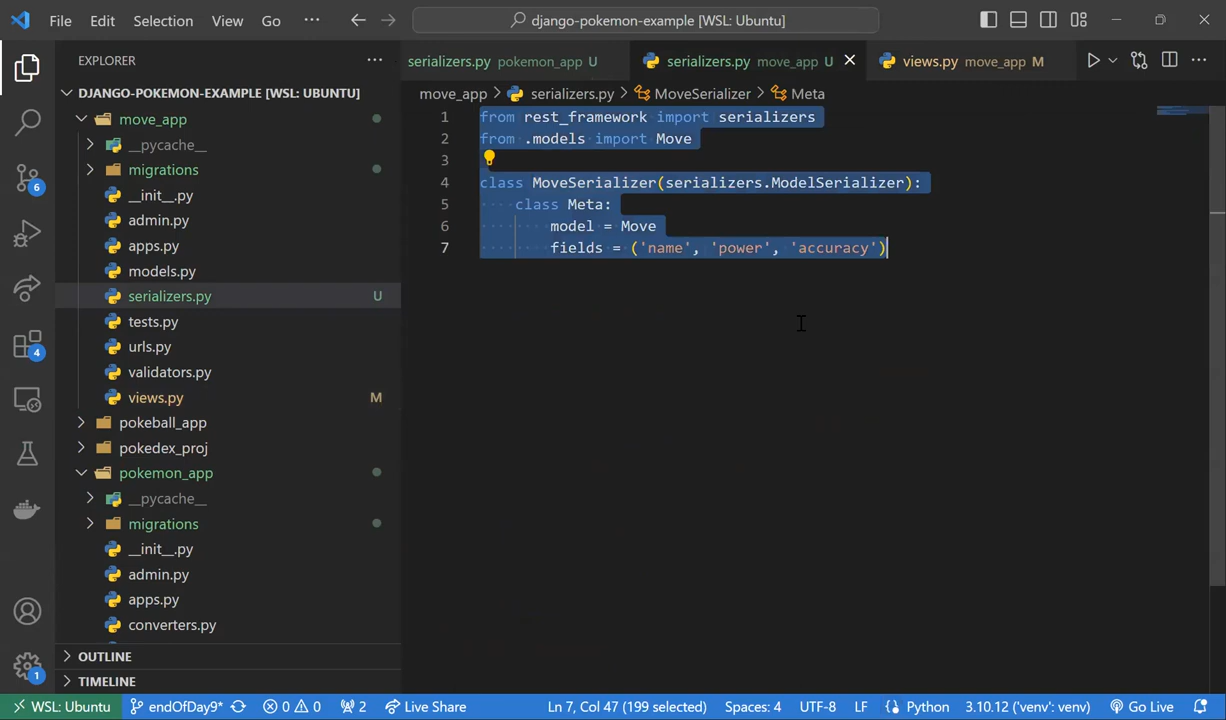 File Edit Selection View Go ··· django-pokemon-example [WSL: Ubuntu]
EXPLORER ···
DJANGO-POKEMON-EXAMPLE [WSL: UBUNTU]
move_app
__pycache__
migrations
__init__.py
admin.py
apps.py
models.py
serializers.py U
tests.py
urls.py
validators.py
views.py M
pokeball_app
pokedex_proj
pokemon_app
__pycache__
migrations
__init__.py
admin.py
apps.py
converters.py
OUTLINE
TIMELINE
6
4
1
serializers.py pokemon_app U serializers.py move_app U views.py move_app M
move_app > serializers.py > MoveSerializer > Meta
1 from rest_framework import serializers
2 from .models import Move
3
4 class MoveSerializer(serializers.ModelSerializer):
5 class Meta:
6 model = Move
7 fields = ('name', 'power', 'accuracy')
WSL: Ubuntu endOfDay9* 0 0 2 Live Share Ln 7, Col 47 (199 selected) Spaces: 4 UTF-8 LF Python 3.10.12 ('venv': venv) Go Live